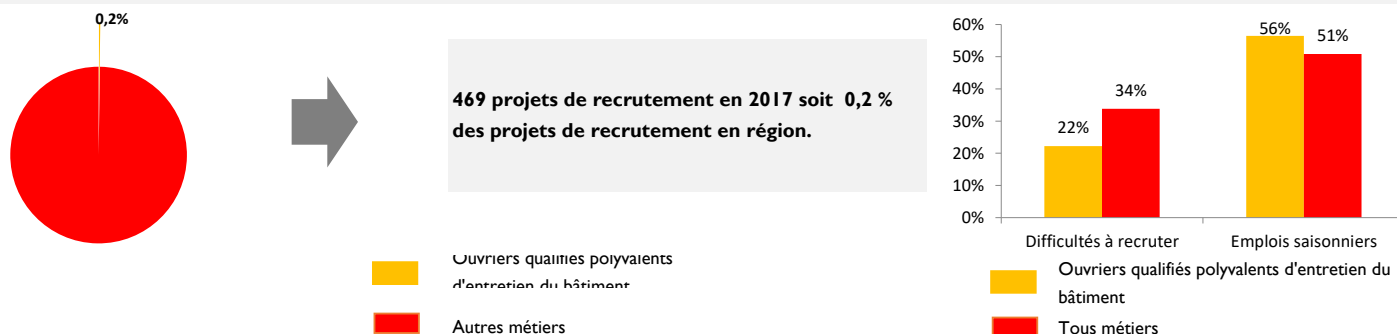 0,2%
469 projets de recrutement en 2017 soit 0,2 %
des projets de recrutement en région.
Ouvriers qualifiés polyvalents
d'entretien du bâtiment
Autres métiers
60%
50%
40%
30%
20%
10%
0%
22%
34%
56%
51%
Difficultés à recruter
Emplois saisonniers
Ouvriers qualifiés polyvalents d'entretien du
bâtiment
Tous métiers